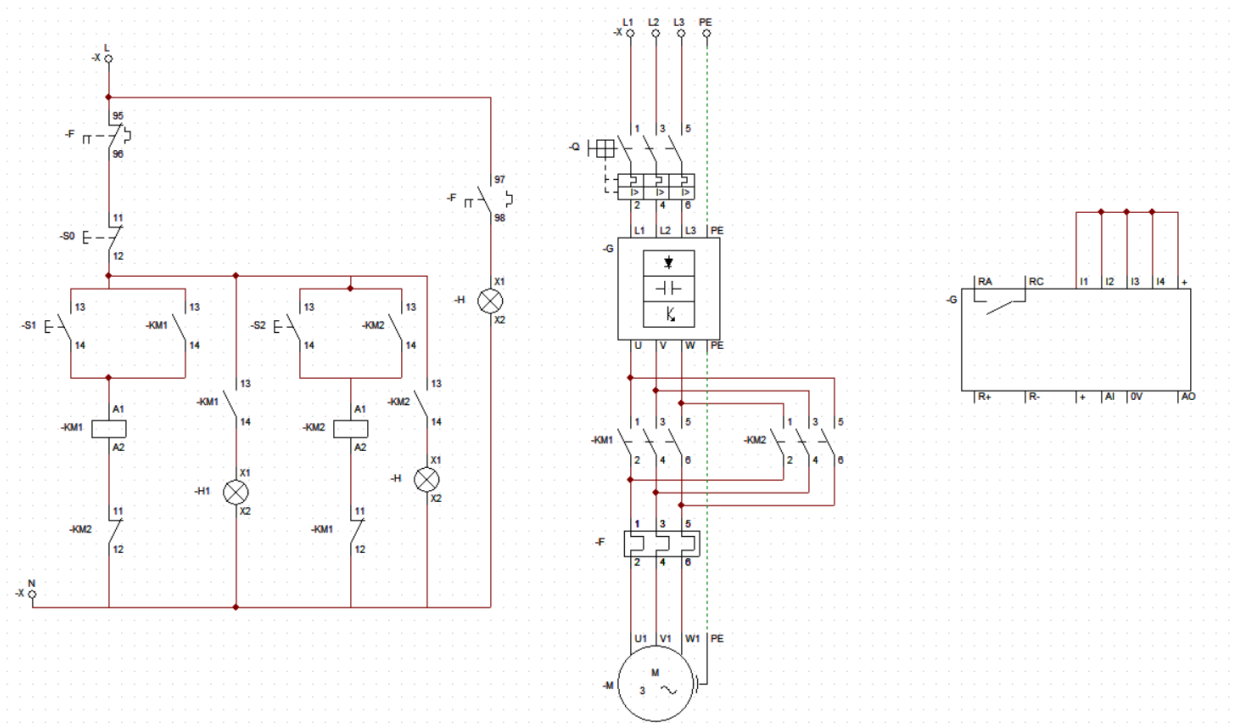 L
-X
95
-F
96
11
-S0
12
13
-S1
14
13
-KM1
14
13
-S2
14
13
-KM2
14
13
-KM1
14
13
-KM2
14
A1
-KM1
A2
A1
-KM2
A2
X1
-H1
X2
X1
-H
X2
11
-KM2
12
11
-KM1
12
N
-X
97
-F
98
X1
-H
X2
L1 L2 L3 PE
-X
1 3 5
-Q
I> I> I>
2 4 6
L1 L2 L3 PE
-G
U V W PE
1 3 5
-KM1
2 4 6
1 3 5
-KM2
2 4 6
1 3 5
-F
2 4 6
U1 V1 W1 PE
M
-M
3
RA RC I1 I2 I3 I4 +
-G
R+ R- + AI 0V AO